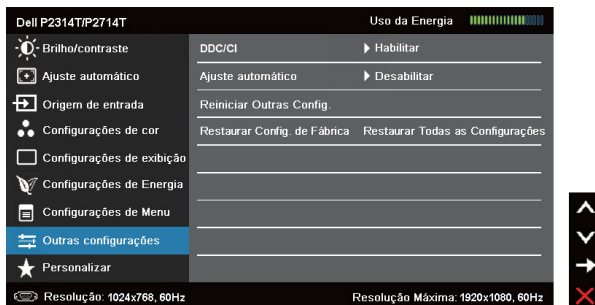 Dell P2314T/P2714T Uso da Energia
Brilho/contraste DDC/CI Habilitar
Ajuste automático Ajuste automático Desabilitar
Origem de entrada Reiniciar Outras Config.
Configurações de cor Restaurar Config. de Fábrica Restaurar Todas as Configurações
Configurações de exibição
Configurações de Energia
Configurações de Menu
Outras configurações
Personalizar
Resolução: 1024x768, 60Hz Resolução Máxima: 1920x1080, 60Hz